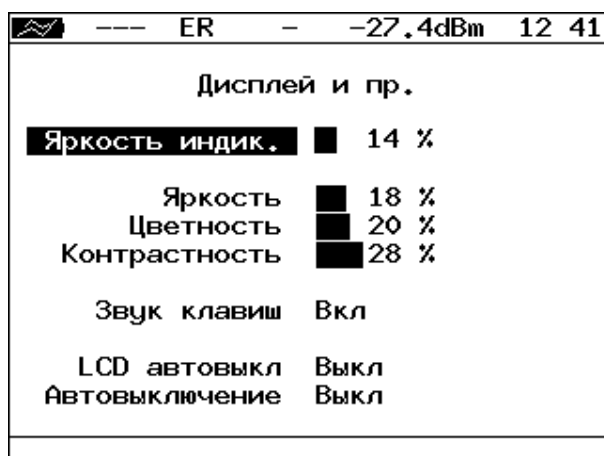 --- ER - -27.4dBm 12 41
Дисплей и пр.
Яркость индик. 14 %
Яркость 18 %
Цветность 20 %
Контрастность 28 %
Звук клавиш Вкл
LCD автовыкл Выкл
Автовыключение Выкл